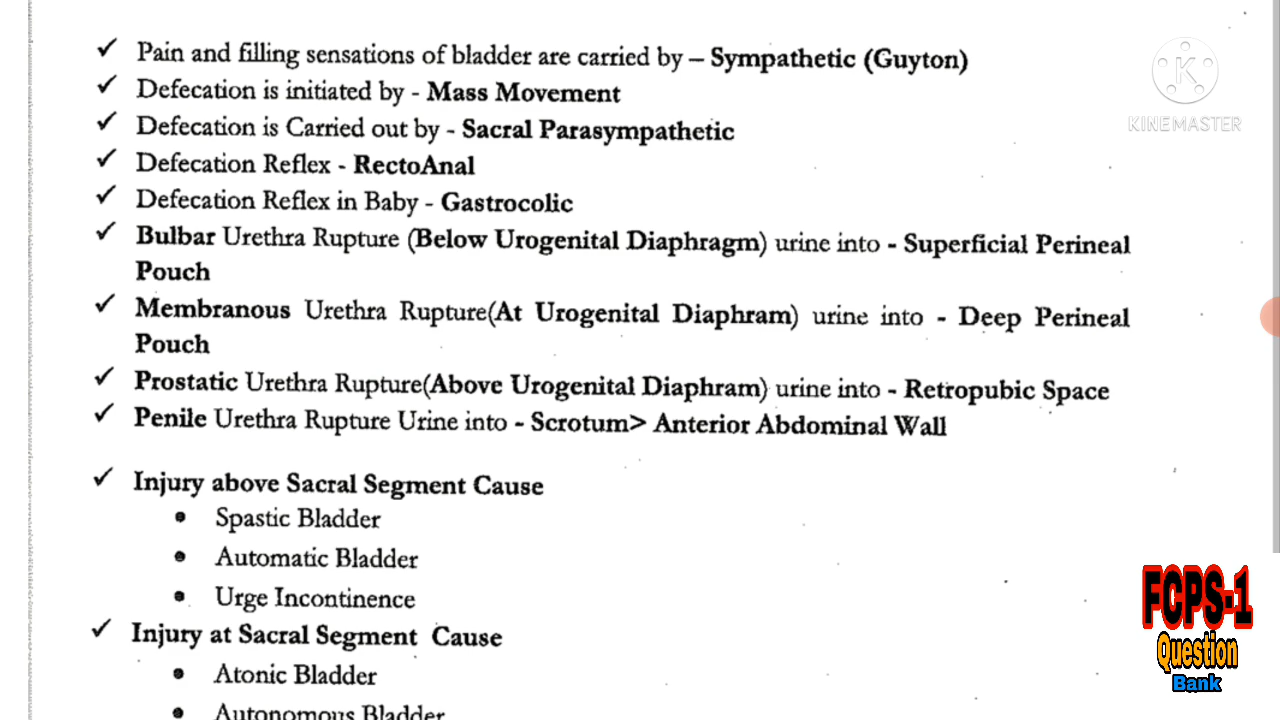 ✓ Pain and filling sensations of bladder are carried by – Sympathetic (Guyton)
✓ Defecation is initiated by - Mass Movement
✓ Defecation is Carried out by - Sacral Parasympathetic
✓ Defecation Reflex - RectoAnal
✓ Defecation Reflex in Baby - Gastrocolic
✓ Bulbar Urethra Rupture (Below Urogenital Diaphragm) urine into - Superficial Perineal
Pouch
✓ Membranous Urethra Rupture(At Urogenital Diaphram) urine into - Deep Perineal
Pouch
✓ Prostatic Urethra Rupture(Above Urogenital Diaphram) urine into - Retropubic Space
✓ Penile Urethra Rupture Urine into - Scrotum> Anterior Abdominal Wall
✓ Injury above Sacral Segment Cause
• Spastic Bladder
• Automatic Bladder
• Urge Incontinence
✓ Injury at Sacral Segment Cause
• Atonic Bladder
• Autonomous Bladder
K
KINEMASTER
FCPS-1
Question
Bank